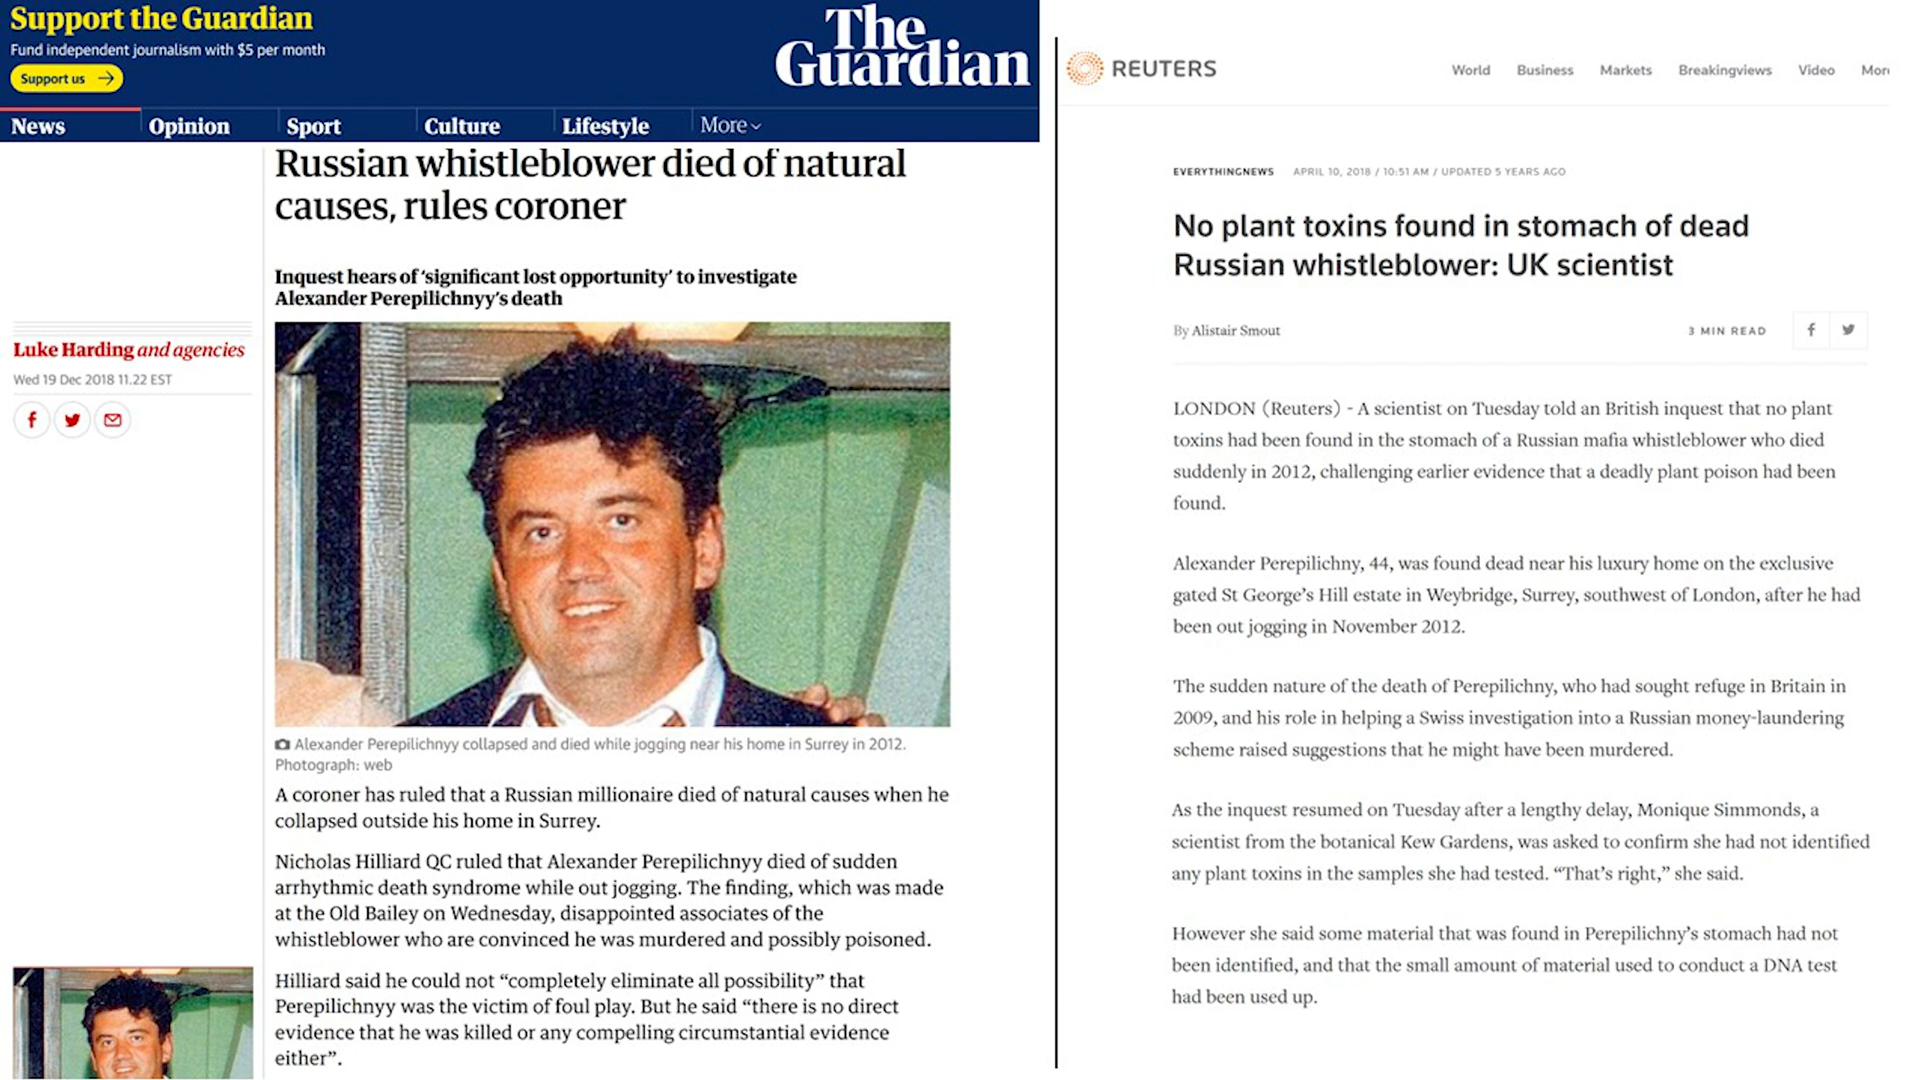 Support the Guardian
Fund independent journalism with $5 per month
Support us
The
Guardian
News
Opinion
Sport
Culture
Lifestyle
More
Russian whistleblower died of natural
causes, rules coroner
Inquest hears of ‘significant lost opportunity’ to investigate
Alexander Perepilichnyy’s death
Luke Harding and agencies
Wed 19 Dec 2018 11.22 EST
Alexander Perepilichnyy collapsed and died while jogging near his home in Surrey in 2012.
Photograph: web
A coroner has ruled that a Russian millionaire died of natural causes when he
collapsed outside his home in Surrey.
Nicholas Hilliard QC ruled that Alexander Perepilichnyy died of sudden
arrhythmic death syndrome while out jogging. The finding, which was made
at the Old Bailey on Wednesday, disappointed associates of the
whistleblower who are convinced he was murdered and possibly poisoned.
Hilliard said he could not “completely eliminate all possibility” that
Perepilichnyy was the victim of foul play. But he said “there is no direct
evidence that he was killed or any compelling circumstantial evidence
either”.
REUTERS
World
Business
Markets
Breakingviews
Video
More
EVERYTHINGNEWS APRIL 10, 2018 / 10:51 AM / UPDATED 5 YEARS AGO
No plant toxins found in stomach of dead
Russian whistleblower: UK scientist
By Alistair Smout
3 MIN READ
LONDON (Reuters) - A scientist on Tuesday told an British inquest that no plant
toxins had been found in the stomach of a Russian mafia whistleblower who died
suddenly in 2012, challenging earlier evidence that a deadly plant poison had been
found.
Alexander Perepilichny, 44, was found dead near his luxury home on the exclusive
gated St George’s Hill estate in Weybridge, Surrey, southwest of London, after he had
been out jogging in November 2012.
The sudden nature of the death of Perepilichny, who had sought refuge in Britain in
2009, and his role in helping a Swiss investigation into a Russian money-laundering
scheme raised suggestions that he might have been murdered.
As the inquest resumed on Tuesday after a lengthy delay, Monique Simmonds, a
scientist from the botanical Kew Gardens, was asked to confirm she had not identified
any plant toxins in the samples she had tested. “That’s right,” she said.
However she said some material that was found in Perepilichny’s stomach had not
been identified, and that the small amount of material used to conduct a DNA test
had been used up.